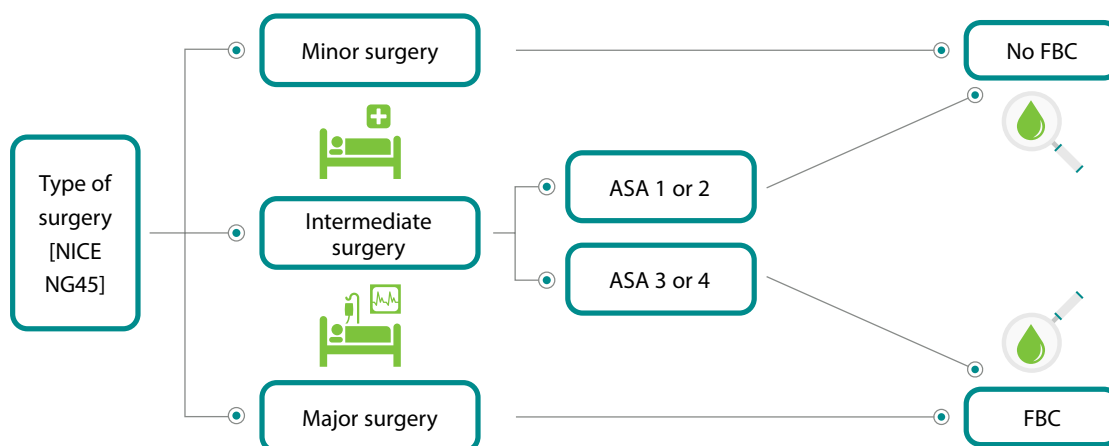 Type of
surgery
[NICE
NG45]
Minor surgery
Intermediate
surgery
Major surgery
ASA 1 or 2
ASA 3 or 4
No FBC
FBC